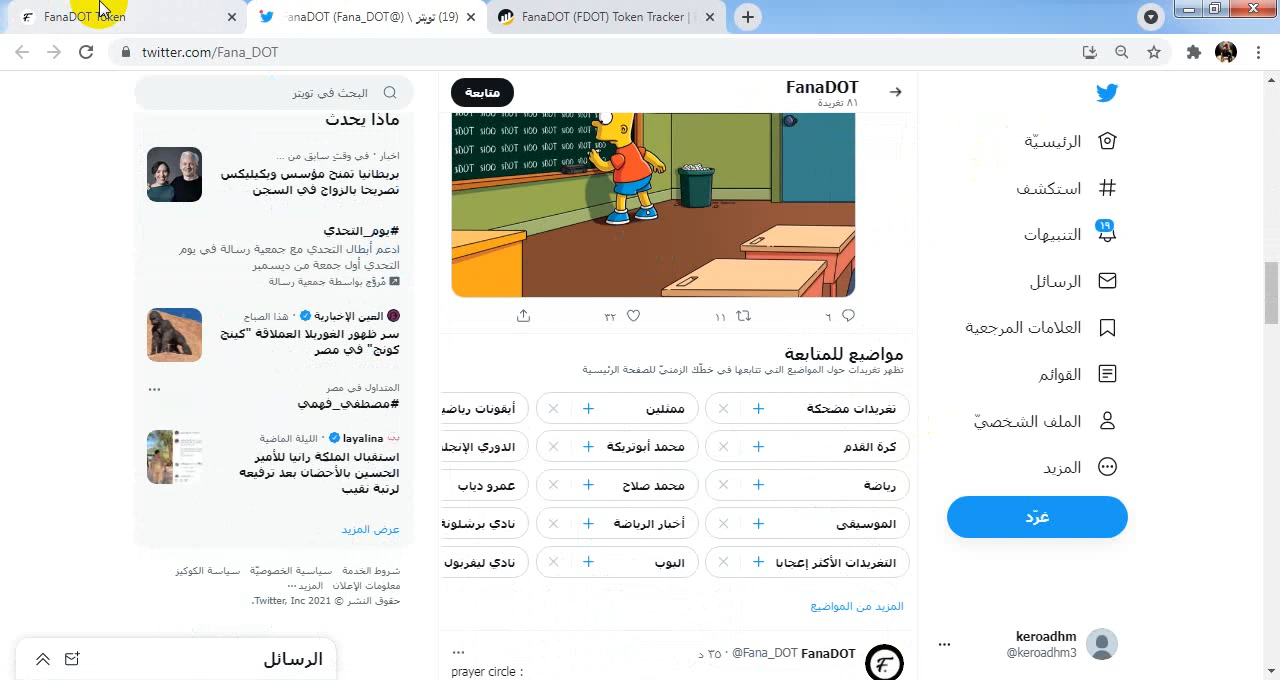 FanaDOT Token
(19) تويتر \ (@Fana_DOT) FanaDOT
FanaDOT (FDOT) Token Tracker |
twitter.com/Fana_DOT
الرئيسيّة
استكشف
١٩
التنبيهات
الرسائل
العلامات المرجعية
القوائم
الملف الشخصيّ
المزيد
غرّد
keroadhm
@keroadhm3
FanaDOT
٨١ تغريدة
متابعة
٦
١١
٣٢
مواضيع للمتابعة
تظهر تغريدات حول المواضيع التي تتابعها في خطّك الزمنيّ للصفحة الرئيسية
تغريدات مضحكة
ممثلين
أيقونات رياضي
كرة القدم
محمد أبوتريكة
الدوري الإنجلي
رياضة
محمد صلاح
عمرو دياب
الموسيقى
أخبار الرياضة
نادي برشلونة
التغريدات الأكثر إعجابا
البوب
نادي ليفربول
المزيد من المواضيع
FanaDOT @Fana_DOT · ٣٥ د
prayer circle :
البحث في تويتر
ماذا يحدث
اخبار · في وقتٍ سابق من ...
بريطانيا تمنح مؤسس ويكيليكس
تصريحا بالزواج في السجن
#يوم_التحدي
ادعم أبطال التحدي مع جمعية رسالة في يوم
التحدي أول جمعة من ديسمبر
مُروّج بواسطة جمعية رسالة
العين الإخبارية · هذا الصباح
سر ظهور الغوريلا العملاقة "كينج
كونج" في مصر
المتداول في مصر
#مصطفي_فهمي
layalina · الليلة الماضية
استقبال الملكة رانيا للأمير
الحسين بالأحضان بعد ترفيعه
لرتبة نقيب
عرض المزيد
شروط الخدمة سياسية الخصوصيّة سياسة الكوكيز
معلومات الإعلان المزيد ...
حقوق النشر © 2021 Twitter, Inc.
الرسائل